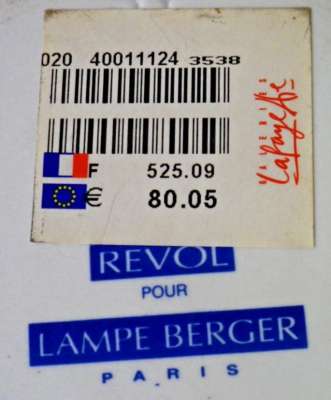 020 40011124 3538
GALERIES
Lafayette
F 525.09
€ 80.05
REVOL
POUR
LAMPE BERGER
PARIS